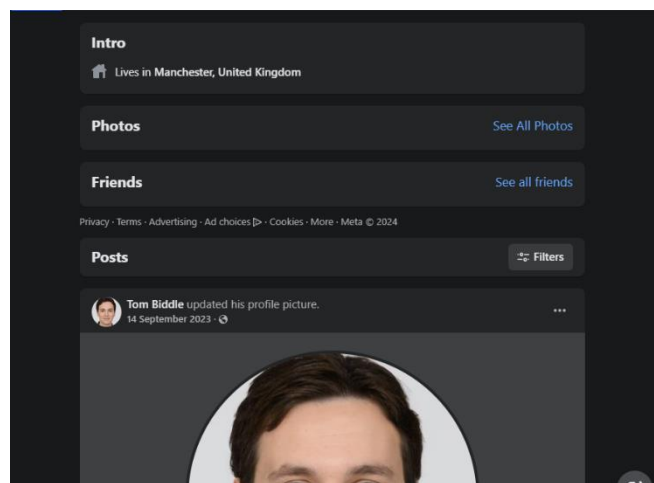 Intro
Lives in Manchester, United Kingdom
Photos
See All Photos
Friends
See all friends
Privacy · Terms · Advertising · Ad choices · Cookies · More · Meta © 2024
Posts
Filters
Tom Biddle updated his profile picture.
14 September 2023 ·